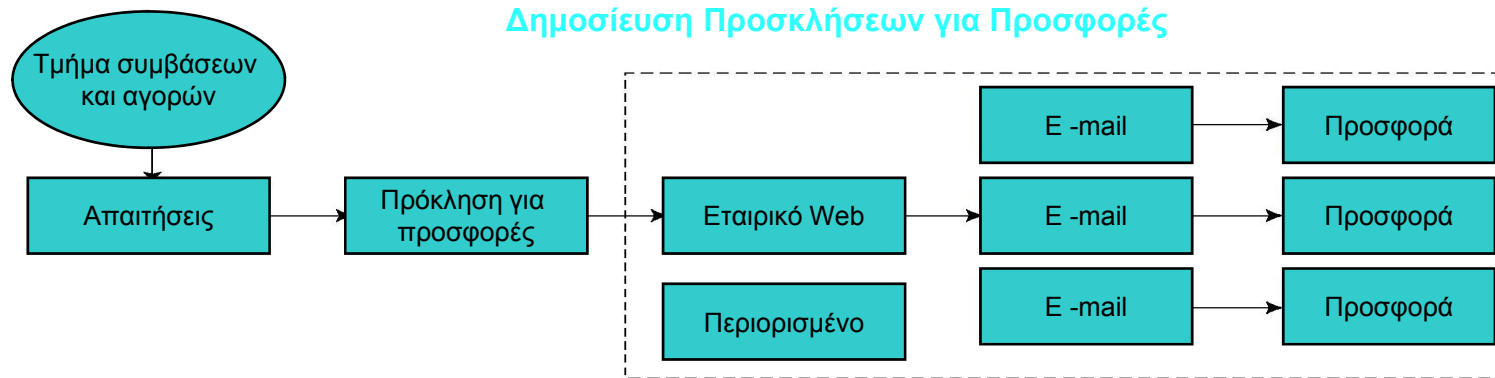 Δημοσίευση Προσκλήσεων για Προσφορές
Τμήμα συμβάσεων
και αγορών
Απαιτήσεις
Πρόκληση για
προσφορές
Εταιρικό Web
Περιορισμένο
E -mail
Προσφορά
E -mail
Προσφορά
E -mail
Προσφορά